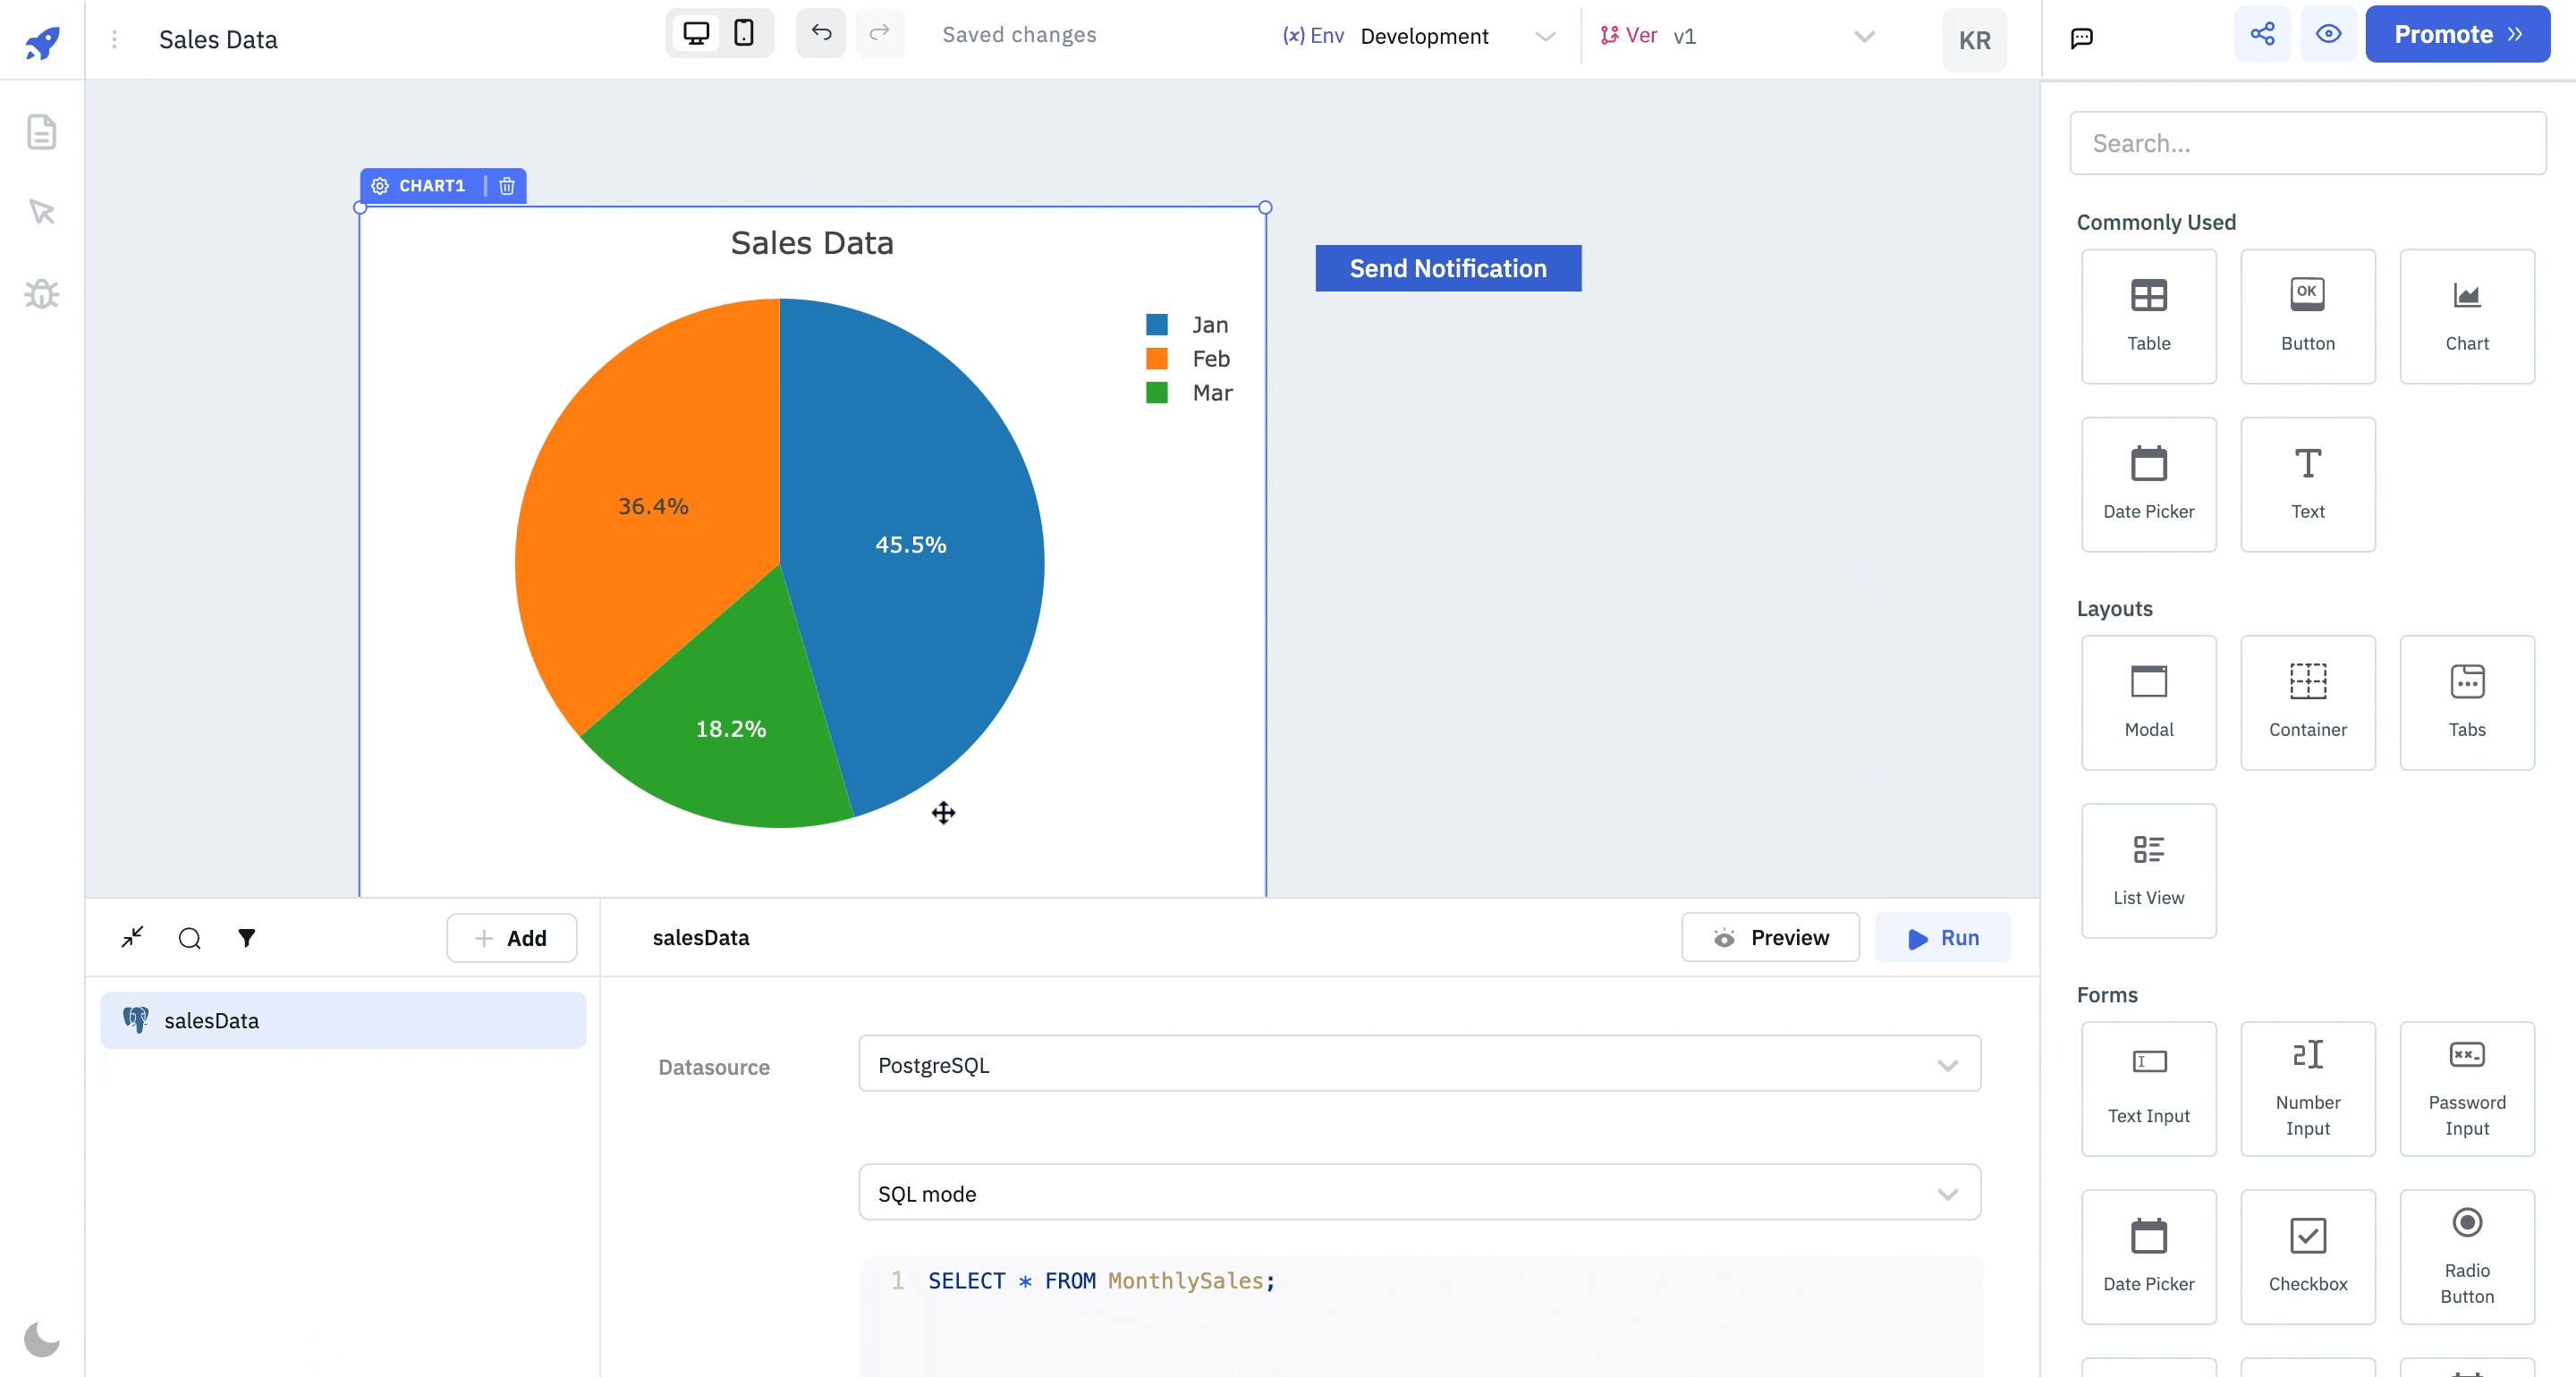 Sales Data
Saved changes
(x) Env Development
Ver v1
KR
Promote
CHART1
Sales Data
Jan
Feb
Mar
36.4%
45.5%
18.2%
Send Notification
Search...
Commonly Used
Table
OK
Button
Chart
Date Picker
Text
Layouts
Modal
Container
Tabs
List View
Forms
Text Input
Number
Input
Password
Input
Date Picker
Checkbox
Radio
Button
Add
salesData
salesData
Preview
Run
Datasource
PostgreSQL
SQL mode
1 SELECT * FROM MonthlySales;